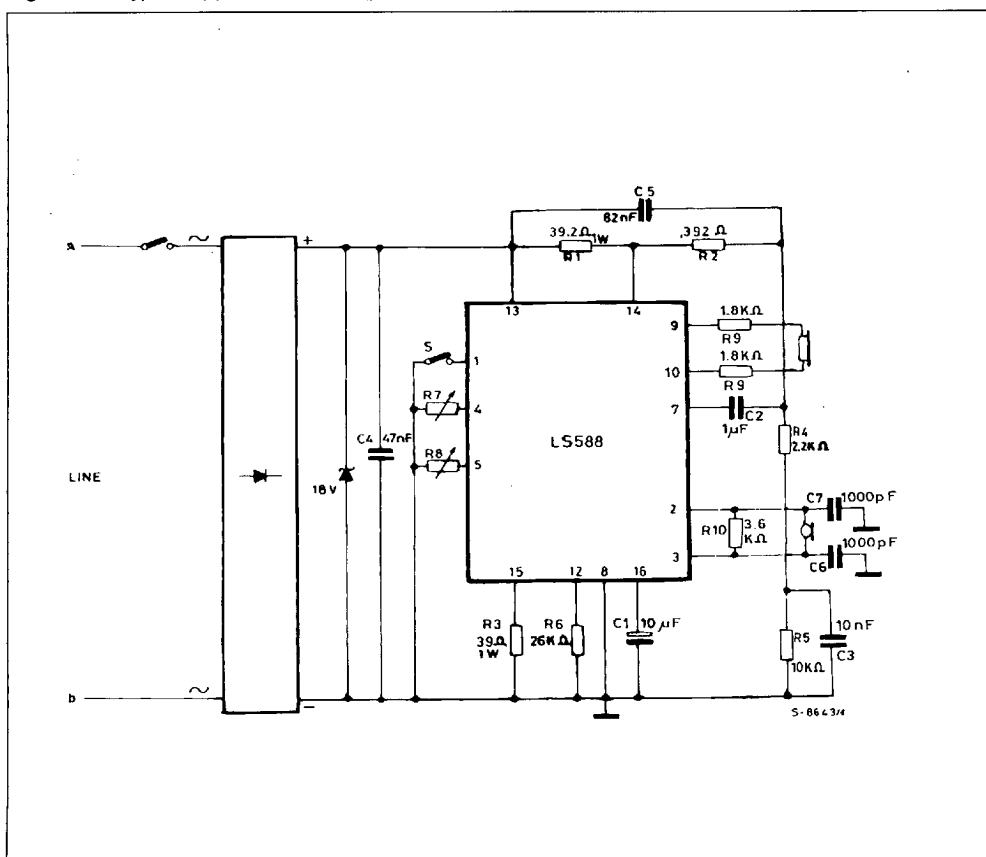 C5
82nF
a
~
+
39.2Ω
1W
R1
.392 Ω
R2
13
14
9
1.8KΩ
R9
1.8KΩ
10
R9
S
1
R7
4
7
C2
1μF
R4
2.2KΩ
C4
47nF
LS588
R8
5
LINE
18V
2
C7
1000pF
R10
3.6
KΩ
1000pF
3
C6
15
12
8
16
R3
39Ω
1W
R6
26KΩ
C1
10μF
R5
10KΩ
10nF
C3
b
~
−
S-8643/4